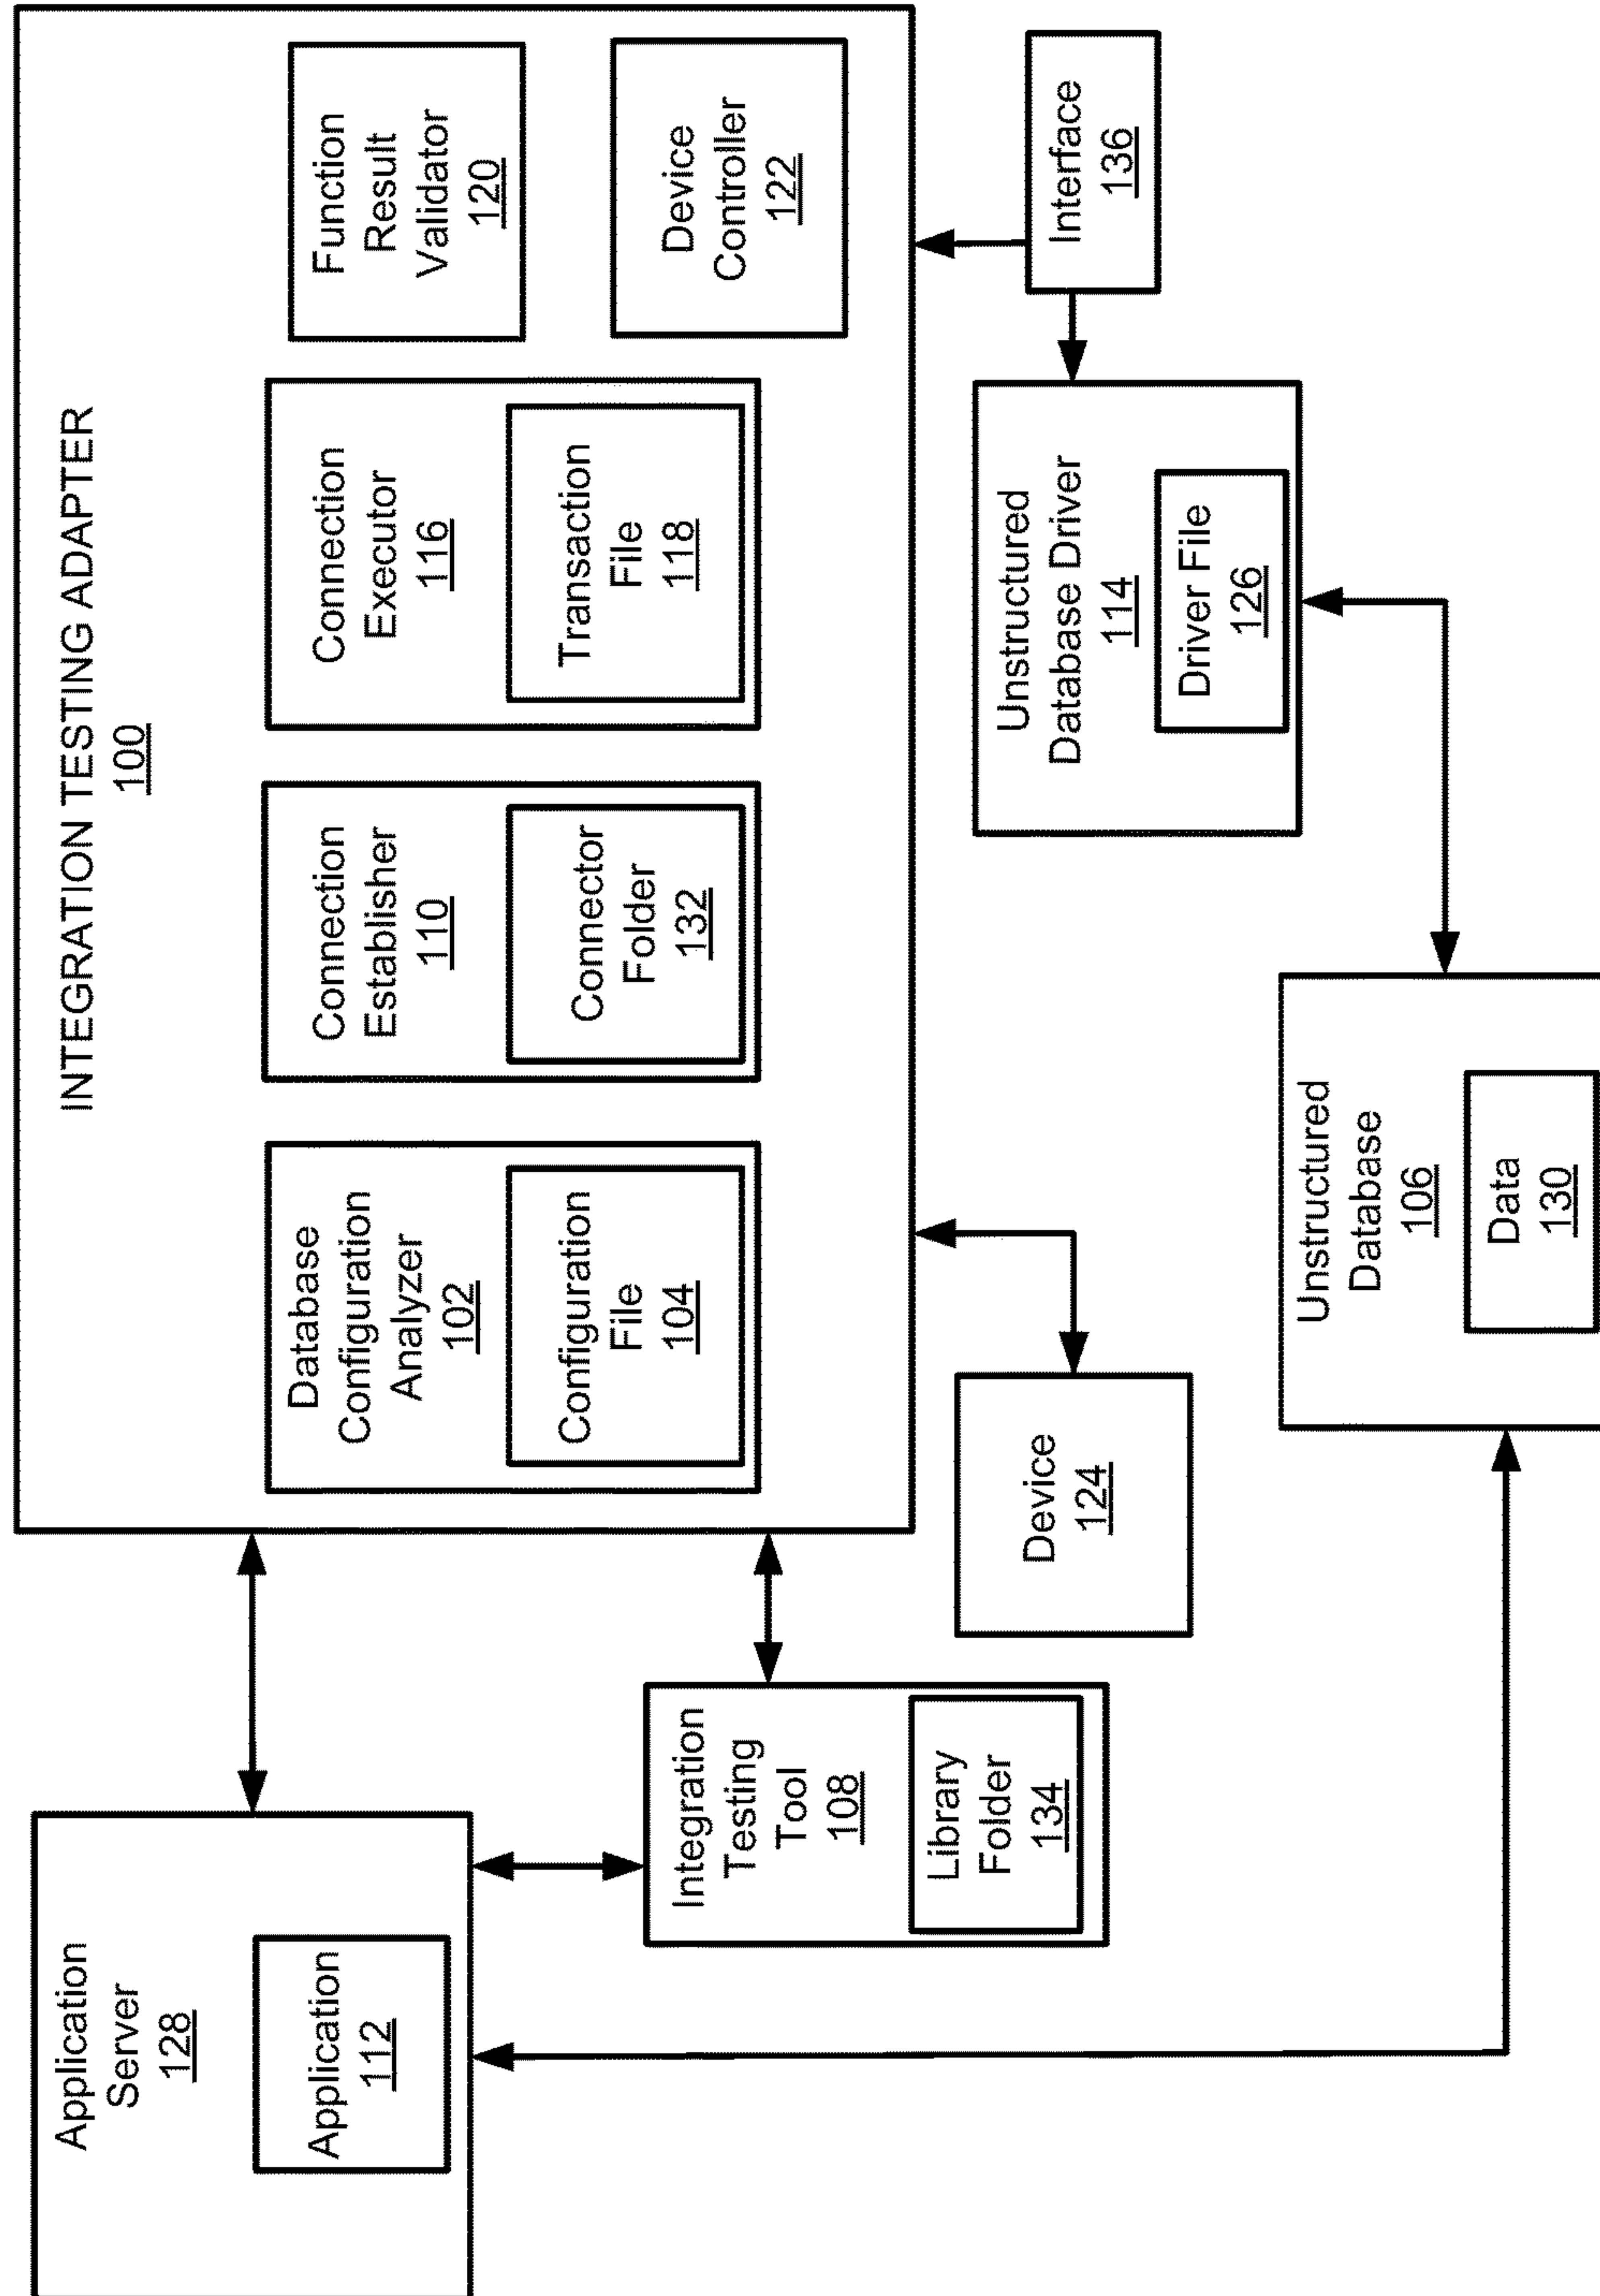 INTEGRATION TESTING ADAPTER
100
Application
Server
128
Application
112
Database
Configuration
Analyzer
102
Configuration
File
104
Connection
Establisher
110
Connector
Folder
132
Connection
Executor
116
Transaction
File
118
Function
Result
Validator
120
Device
Controller
122
Integration
Testing
Tool
108
Library
Folder
134
Device
124
Unstructured
Database Driver
114
Driver File
126
Interface
136
Unstructured
Database
106
Data
130